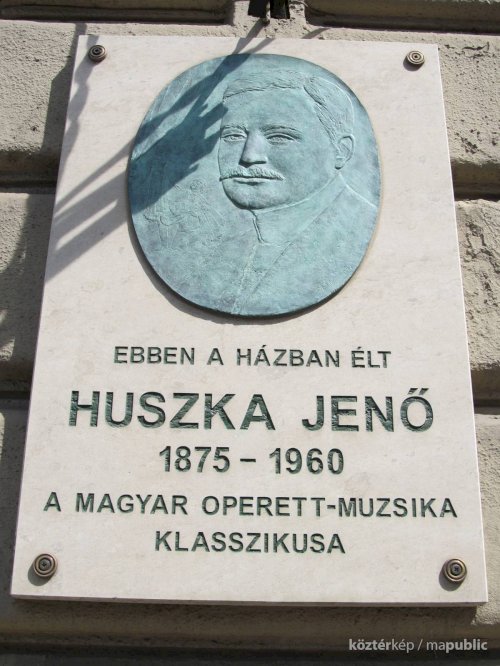 EBBEN A HÁZBAN ÉLT
HUSZKA JENŐ
1875 – 1960
A MAGYAR OPERETT-MUZSIKA
KLASSZIKUSA
köztérkép / mapublic